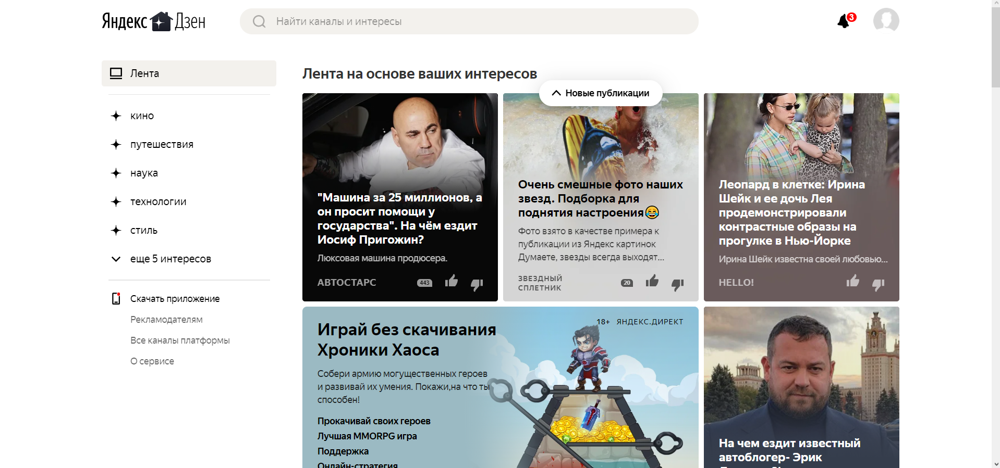 Яндекс Дзен
Найти каналы и интересы
3
Лента
кино
путешествия
наука
технологии
стиль
еще 5 интересов
Скачать приложение
Рекламодателям
Все каналы платформы
О сервисе
Лента на основе ваших интересов
Новые публикации
"Машина за 25 миллионов, а
он просит помощи у
государства". На чём ездит
Иосиф Пригожин?
Люксовая машина продюсера.
АВТОСТАРС
443
Очень смешные фото наших
звезд. Подборка для
поднятия настроения😂
Фото взято в качестве примера к
публикации из Яндекс картинок
Думаете, звезды всегда выходят...
ЗВЕЗДНЫЙ
СПЛЕТНИК
20
Леопард в клетке: Ирина
Шейк и ее дочь Лея
продемонстрировали
контрастные образы на
прогулке в Нью-Йорке
Ирина Шейк известна своей любовью...
HELLO!
18+ ЯНДЕКС.ДИРЕКТ
Играй без скачивания
Хроники Хаоса
Собери армию могущественных героев
и развивай их умения. Покажи,на что ты
способен!
Прокачивай своих героев
Лучшая MMORPG игра
Поддержка
Онлайн-стратегия
На чем ездит известный
автоблогер- Эрик